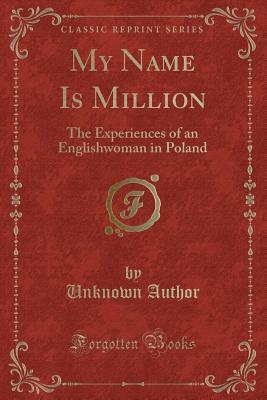 CLASSIC REPRINT SERIES
MY NAME
IS MILLION
The Experiences of an
Englishwoman in Poland
F
by
Unknown Author
Forgotten Books